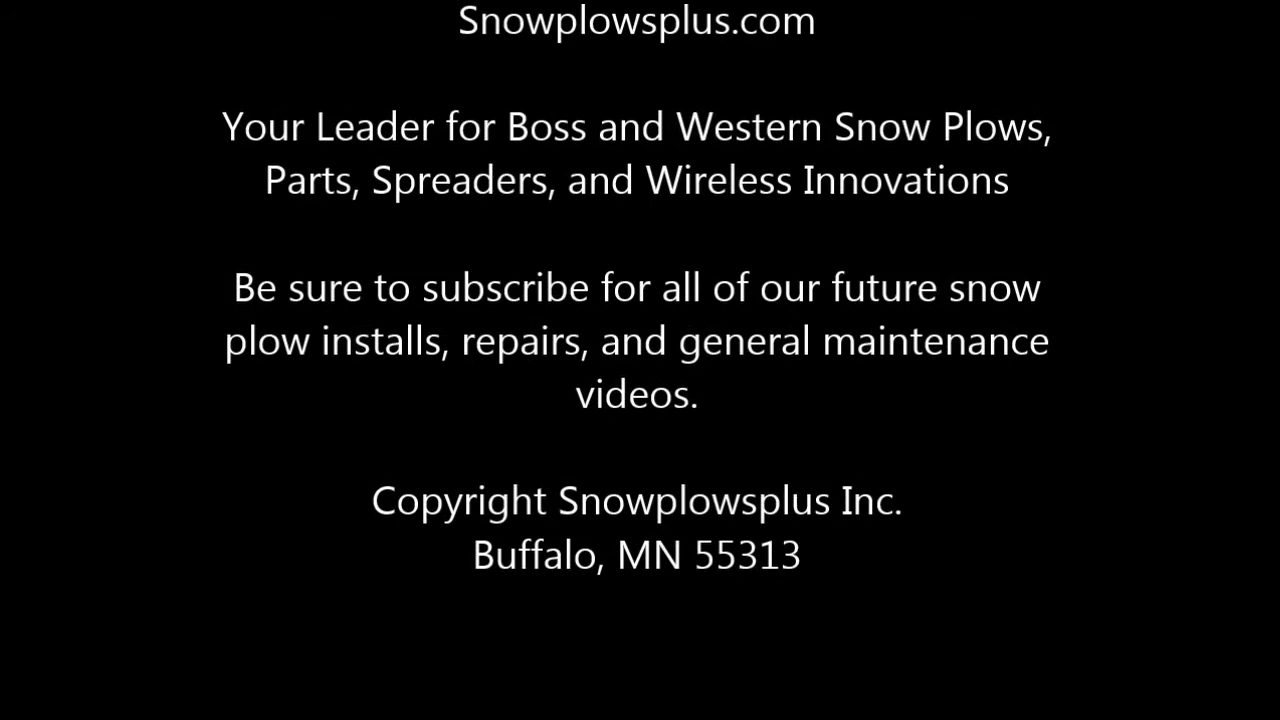 Snowplowsplus.com
Your Leader for Boss and Western Snow Plows,
Parts, Spreaders, and Wireless Innovations
Be sure to subscribe for all of our future snow
plow installs, repairs, and general maintenance
videos.
Copyright Snowplowsplus Inc.
Buffalo, MN 55313